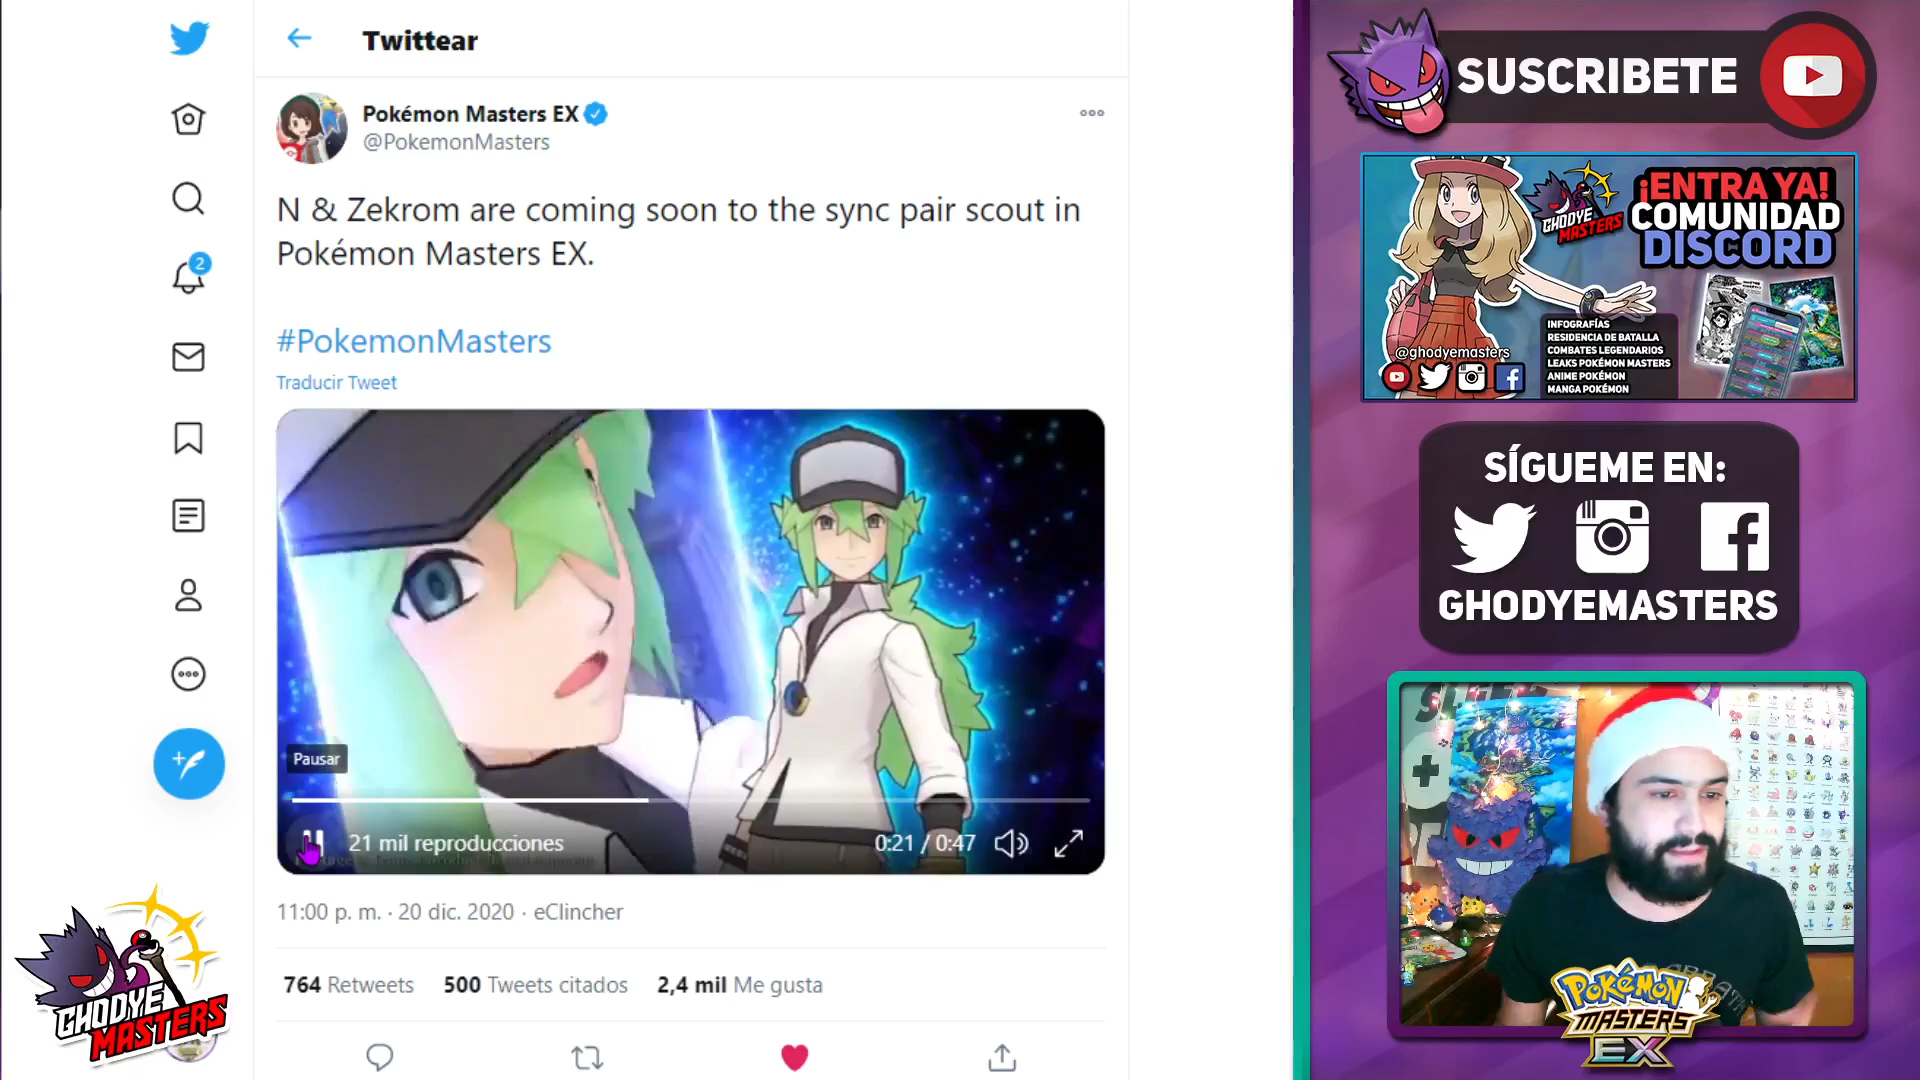 Twittear
Pokémon Masters EX
@PokemonMasters
N & Zekrom are coming soon to the sync pair scout in
Pokémon Masters EX.
#PokemonMasters
Traducir Tweet
Pausar
21 mil reproducciones
0:21 / 0:47
11:00 p. m. · 20 dic. 2020 · eClincher
764 Retweets 500 Tweets citados 2,4 mil Me gusta
2
GHODYE
MASTERS
SUSCRIBETE
GHODYE
MASTERS
¡ENTRA YA!
COMUNIDAD
DISCORD
INFOGRAFÍAS
RESIDENCIA DE BATALLA
COMBATES LEGENDARIOS
LEAKS POKÉMON MASTERS
ANIME POKÉMON
MANGA POKÉMON
@ghodyemasters
SÍGUEME EN:
GHODYEMASTERS
POKéMON
MASTERS
EX